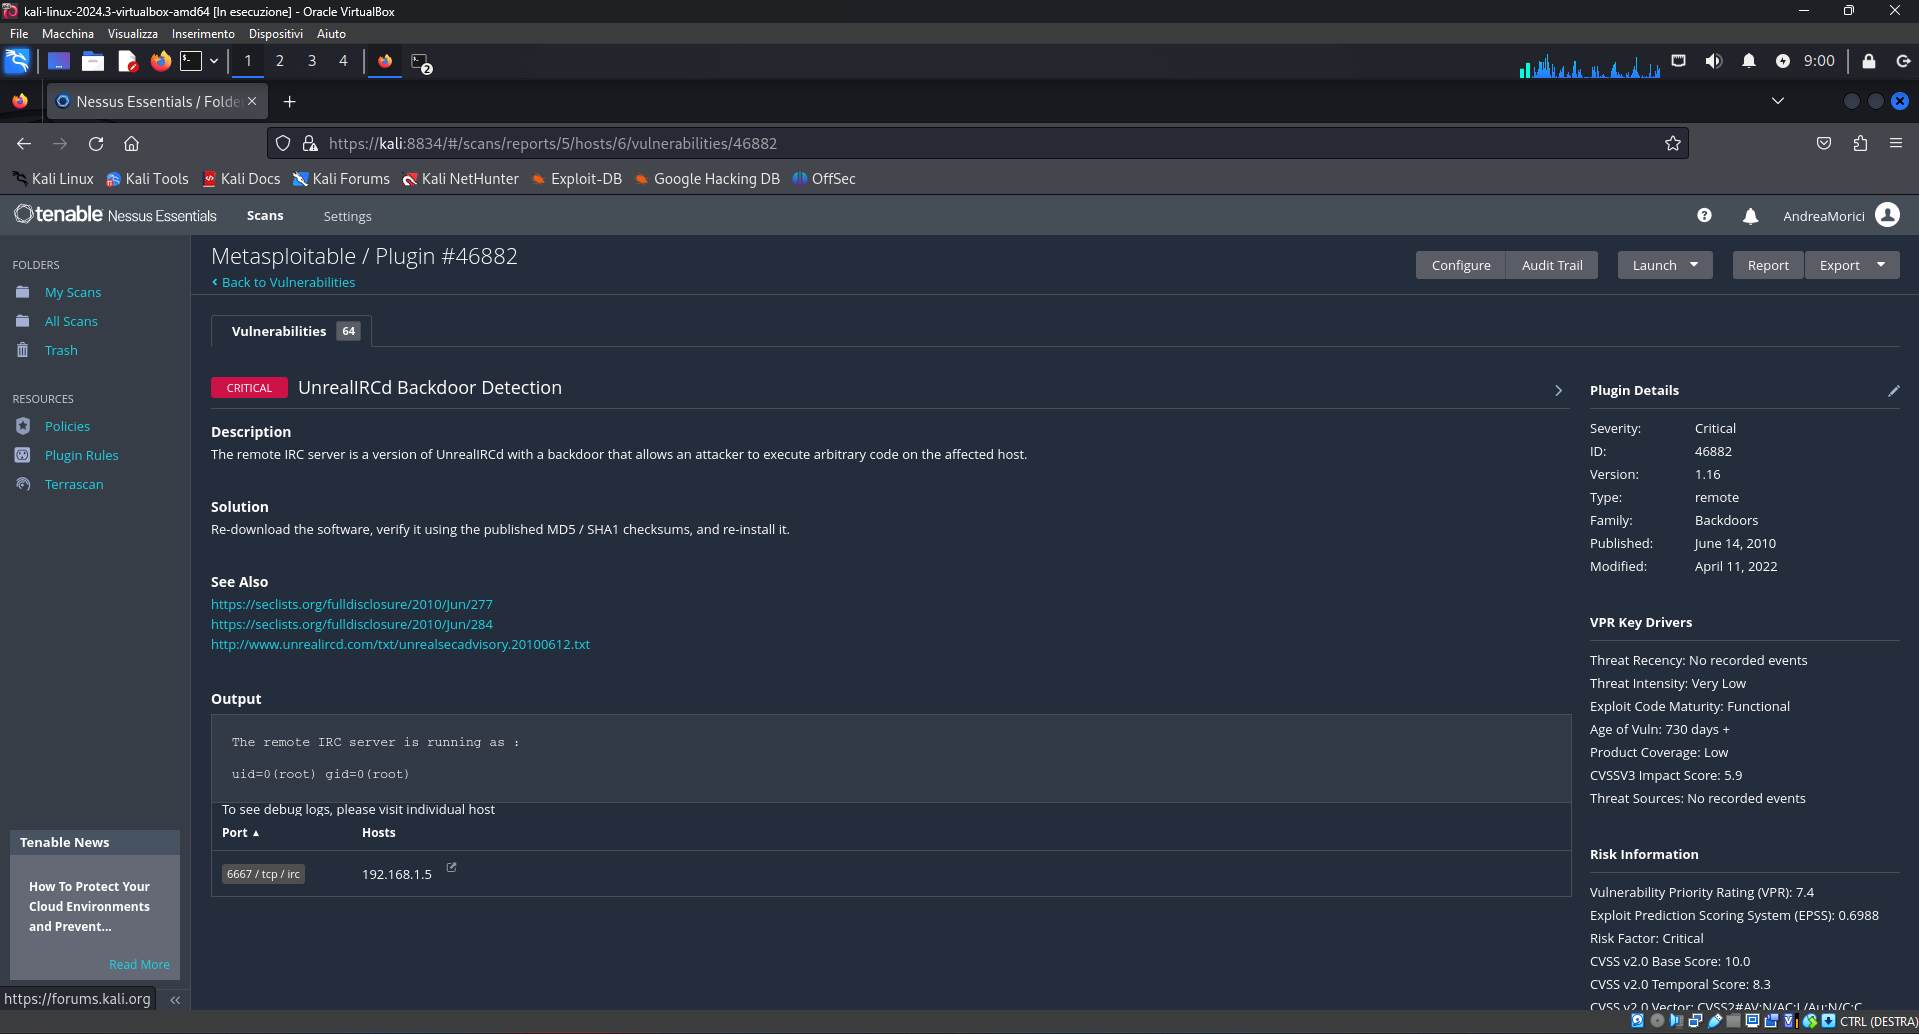 kali-linux-2024.3-virtualbox-amd64 [In esecuzione] - Oracle VirtualBox
File Macchina Visualizza Inserimento Dispositivi Aiuto
1 2 3 4 2 9:00
Nessus Essentials / Folde
https://kali:8834/#/scans/reports/5/hosts/6/vulnerabilities/46882
Kali Linux Kali Tools Kali Docs Kali Forums Kali NetHunter Exploit-DB Google Hacking DB OffSec
tenable Nessus Essentials Scans Settings AndreaMorici
FOLDERS
My Scans
All Scans
Trash
RESOURCES
Policies
Plugin Rules
Terrascan
Tenable News
How To Protect Your
Cloud Environments
and Prevent...
Read More
https://forums.kali.org
Metasploitable / Plugin #46882
Back to Vulnerabilities
Configure Audit Trail Launch Report Export
Vulnerabilities 64
CRITICAL UnrealIRCd Backdoor Detection
Description
The remote IRC server is a version of UnrealIRCd with a backdoor that allows an attacker to execute arbitrary code on the affected host.
Solution
Re-download the software, verify it using the published MD5 / SHA1 checksums, and re-install it.
See Also
https://seclists.org/fulldisclosure/2010/Jun/277
https://seclists.org/fulldisclosure/2010/Jun/284
http://www.unrealircd.com/txt/unrealsecadvisory.20100612.txt
Output
The remote IRC server is running as :
uid=0(root) gid=0(root)
To see debug logs, please visit individual host
Port Hosts
6667 / tcp / irc 192.168.1.5
Plugin Details
Severity: Critical
ID: 46882
Version: 1.16
Type: remote
Family: Backdoors
Published: June 14, 2010
Modified: April 11, 2022
VPR Key Drivers
Threat Recency: No recorded events
Threat Intensity: Very Low
Exploit Code Maturity: Functional
Age of Vuln: 730 days +
Product Coverage: Low
CVSSV3 Impact Score: 5.9
Threat Sources: No recorded events
Risk Information
Vulnerability Priority Rating (VPR): 7.4
Exploit Prediction Scoring System (EPSS): 0.6988
Risk Factor: Critical
CVSS v2.0 Base Score: 10.0
CVSS v2.0 Temporal Score: 8.3
CVSS v2.0 Vector: CVSS2#AV:N/AC:L/Au:N/C:C
CTRL (DESTRA)